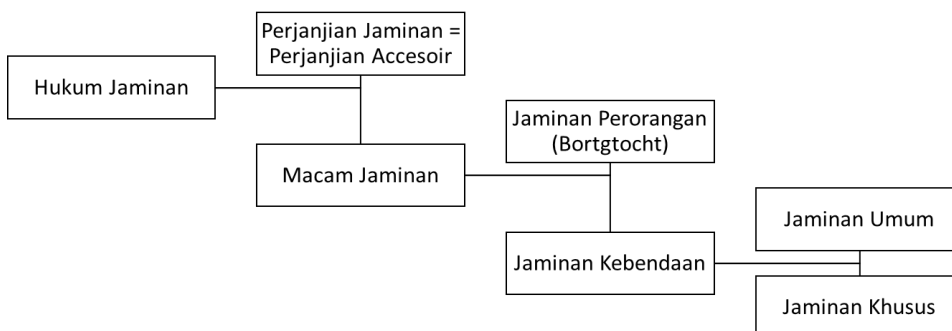 Perjanjian Jaminan =
Perjanjian Accesoir
Hukum Jaminan
Macam Jaminan
Jaminan Perorangan
(Bortgtocht)
Jaminan Kebendaan
Jaminan Umum
Jaminan Khusus